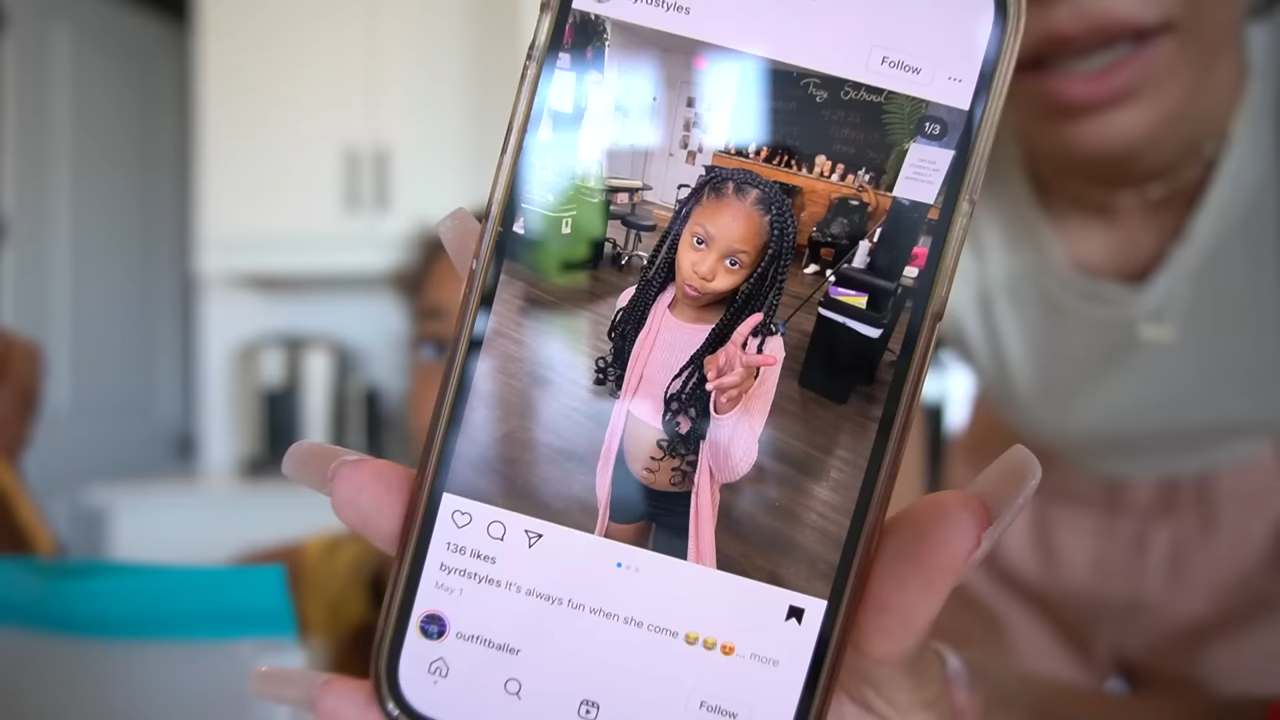 byrdstyles
Follow
Troy School
1/3
136 likes
byrdstyles It's always fun when she come 😂😂😍... more
May 1
outfitballer
Follow